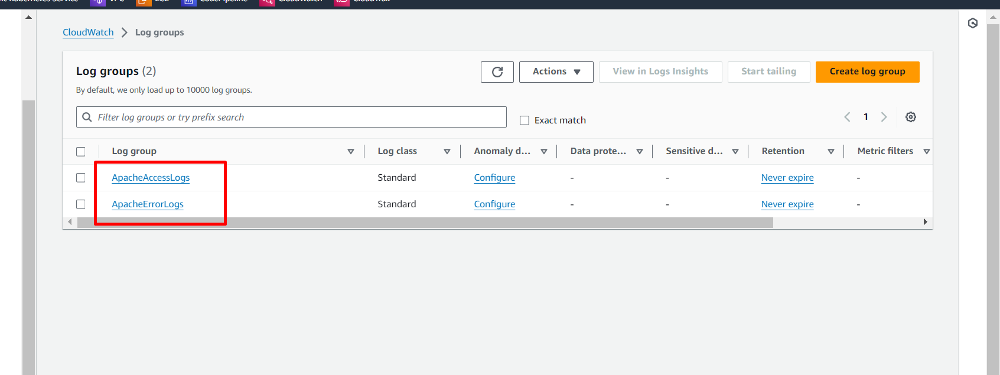 CloudWatch > Log groups
Log groups (2)
Actions
View in Logs Insights
Start tailing
Create log group
By default, we only load up to 10000 log groups.
Filter log groups or try prefix search
Exact match
1
Log group Log class Anomaly d... Data prote... Sensitive d... Retention Metric filters
ApacheAccessLogs Standard Configure - - Never expire -
ApacheErrorLogs Standard Configure - - Never expire -